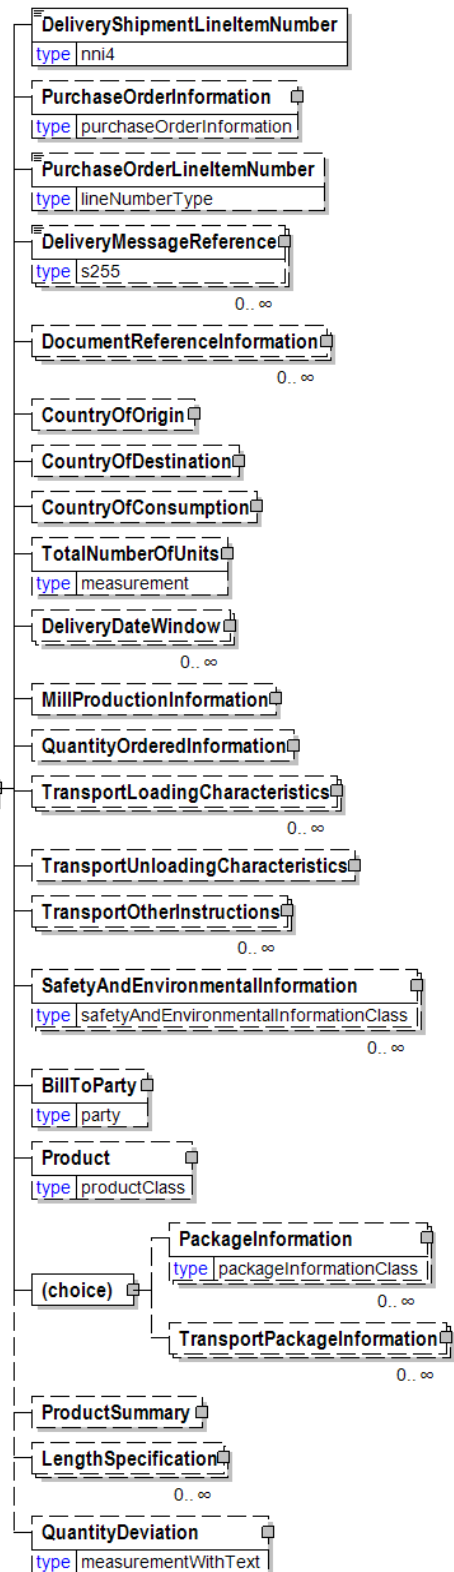 DeliveryShipmentLineItemNumber
type nni4
PurchaseOrderInformation
type purchaseOrderInformation
PurchaseOrderLineItemNumber
type lineNumberType
DeliveryMessageReference
type s255
0.. ∞
DocumentReferenceInformation
0.. ∞
CountryOfOrigin
CountryOfDestination
CountryOfConsumption
TotalNumberOfUnits
type measurement
DeliveryDateWindow
0.. ∞
MillProductionInformation
QuantityOrderedInformation
TransportLoadingCharacteristics
0.. ∞
TransportUnloadingCharacteristics
TransportOtherInstructions
0.. ∞
SafetyAndEnvironmentalInformation
type safetyAndEnvironmentalInformationClass
0.. ∞
BillToParty
type party
Product
type productClass
PackageInformation
type packageInformationClass
(choice)
0.. ∞
TransportPackageInformation
0.. ∞
ProductSummary
LengthSpecification
0.. ∞
QuantityDeviation
type measurementWithText